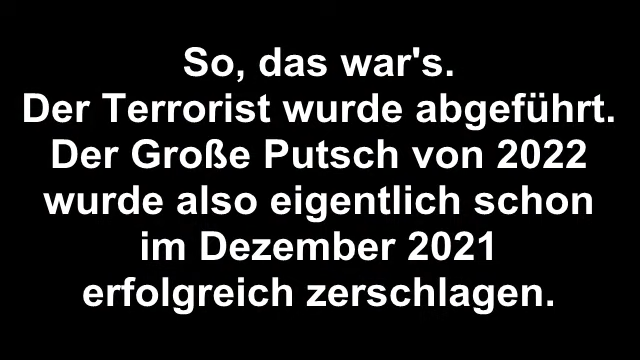 So, das war's.
Der Terrorist wurde abgeführt.
Der Große Putsch von 2022
wurde also eigentlich schon
im Dezember 2021
erfolgreich zerschlagen.